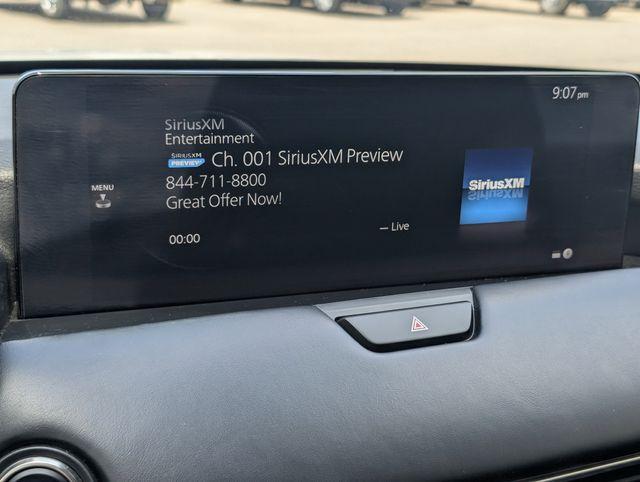 9:07pm
SiriusXM
Entertainment
SIRIUSXM PREVIEW Ch. 001 SiriusXM Preview
844-711-8800
Great Offer Now!
MENU
SiriusXM
00:00
Live